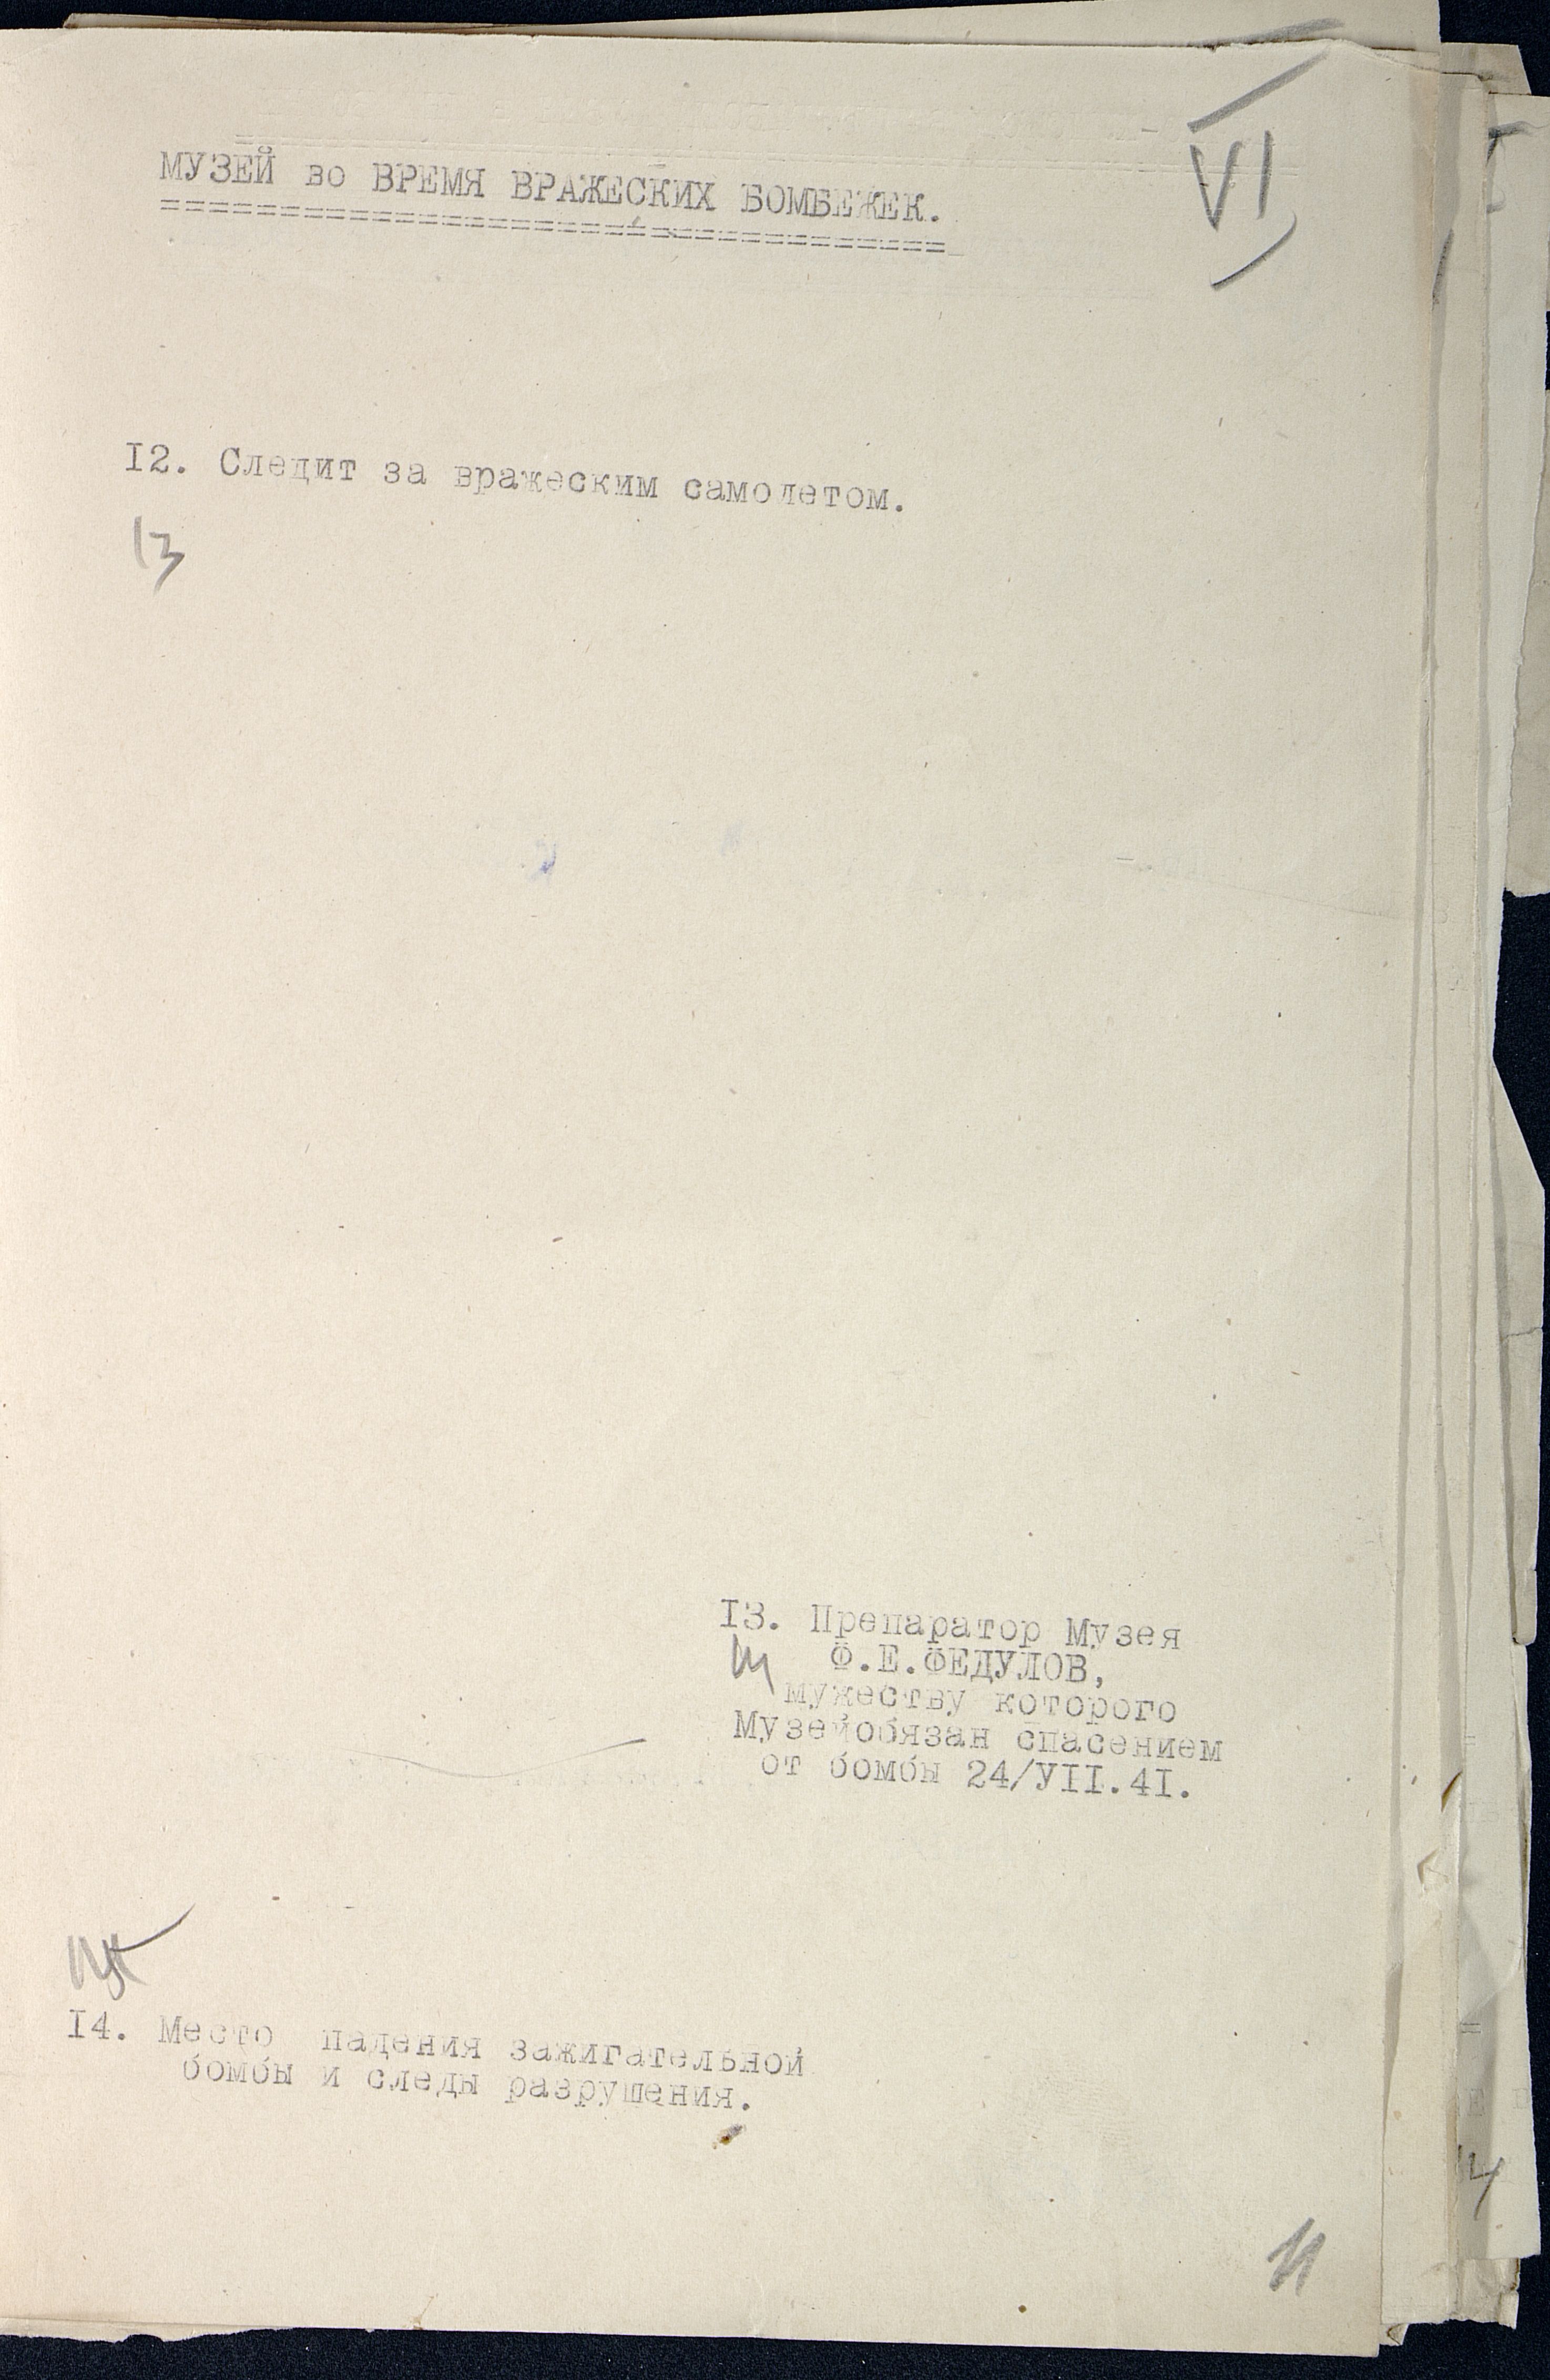 VI
МУЗЕЙ во ВРЕМЯ ВРАЖЕСКИХ БОМБЕЖЕК.
================================
I2. Следит за вражеским самолетом.
13
I3. Препаратор Музея
Ф.Е.ФЕДУЛОВ,
мужеству которого
Музейобязан спасением
от бомбы 24/УII.4I.
I4. Место падения зажигательной
бомбы и следы разрушения.
11